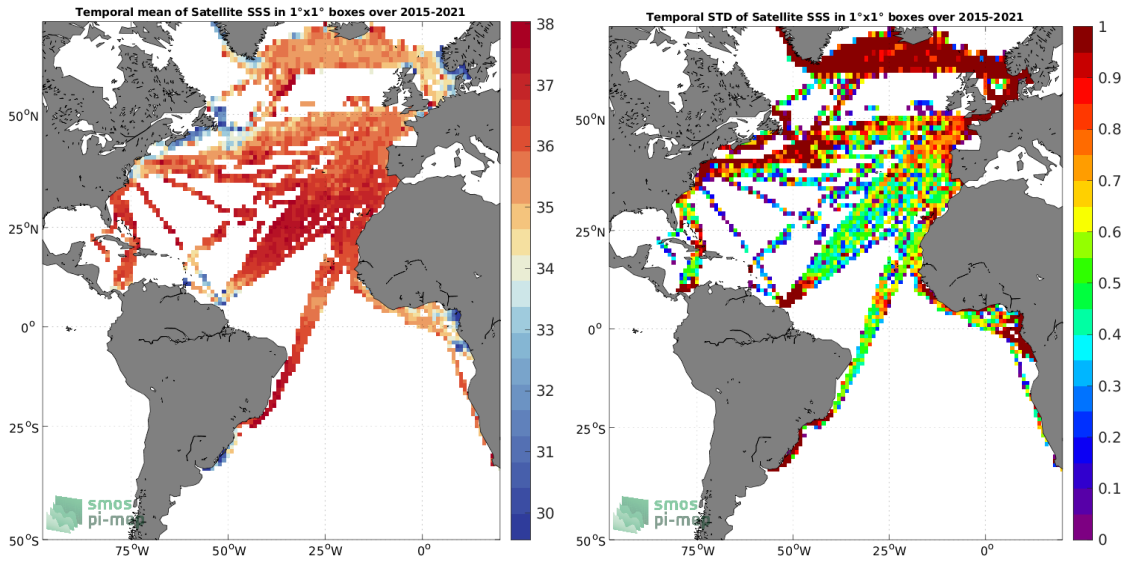 Temporal mean of Satellite SSS in 1°x1° boxes over 2015-2021
50°N
25°N
0°
25°S
50°S
75°W
50°W
25°W
0°
38
37
36
35
34
33
32
31
30
smos
pi-mep
Temporal STD of Satellite SSS in 1°x1° boxes over 2015-2021
50°N
25°N
0°
25°S
50°S
75°W
50°W
25°W
0°
1
0.9
0.8
0.7
0.6
0.5
0.4
0.3
0.2
0.1
0
smos
pi-mep